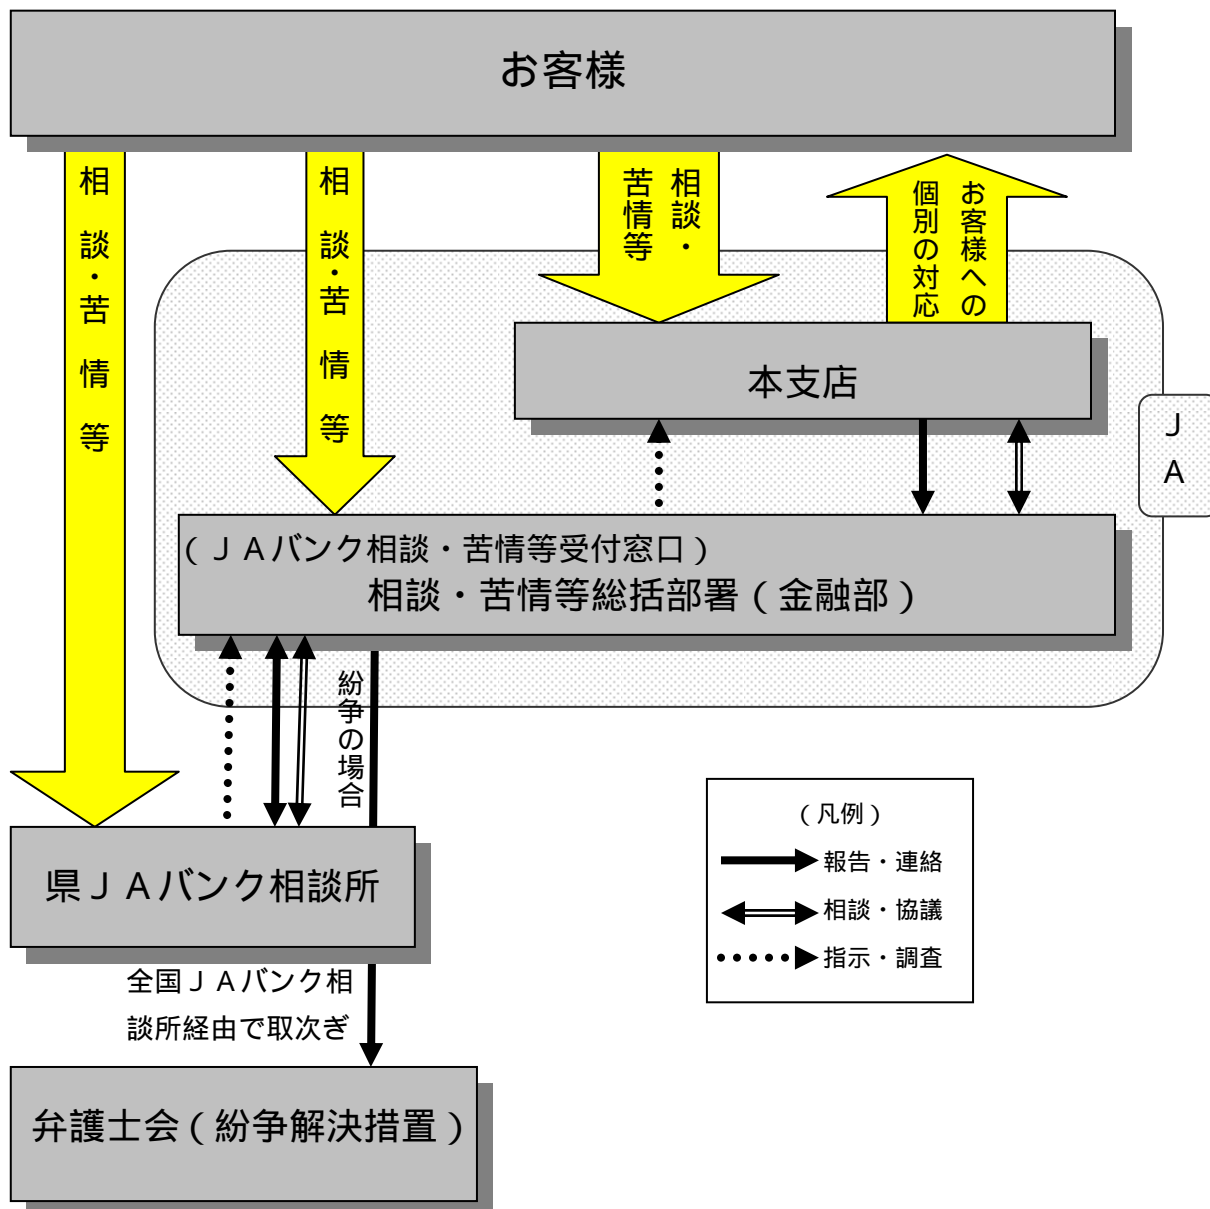 お客様
相談・苦情等
相談・苦情等
相談・
苦情等
お客様への
個別の対応
本支店
ＪＡ
（ＪＡバンク相談・苦情等受付窓口）
相談・苦情等総括部署（金融部）
紛争の場合
県ＪＡバンク相談所
（凡例）
報告・連絡
相談・協議
指示・調査
全国ＪＡバンク相
談所経由で取次ぎ
弁護士会（紛争解決措置）